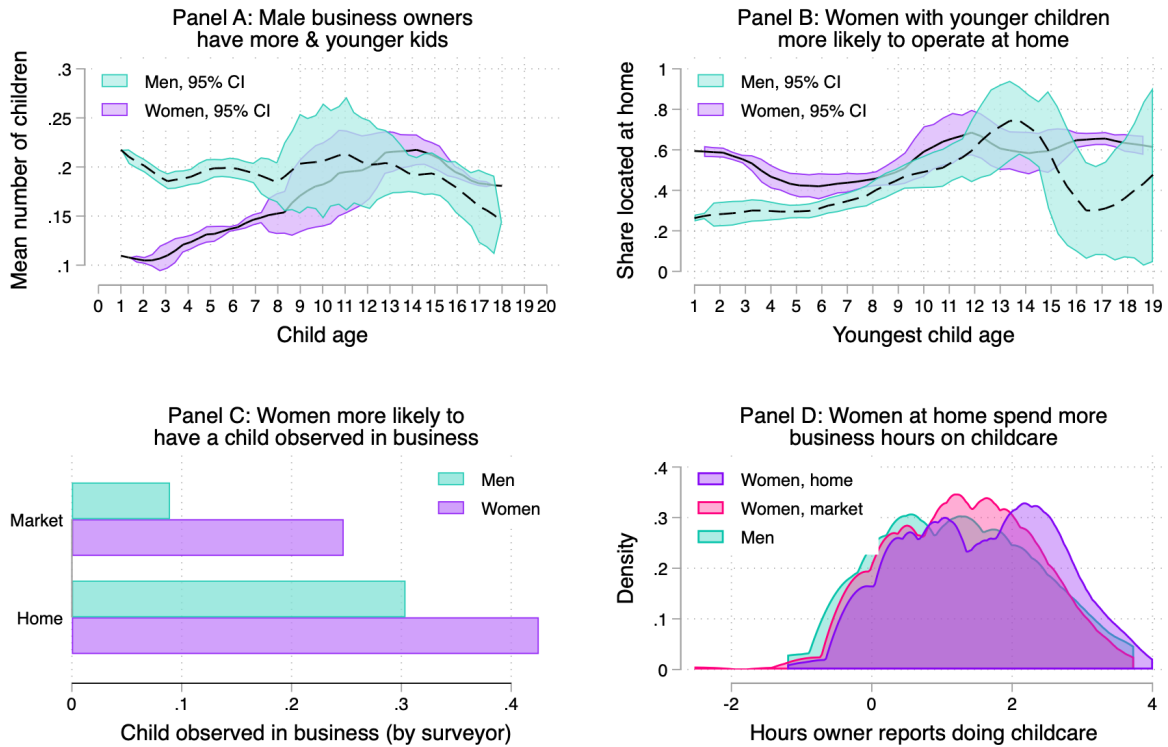 Panel A: Male business owners
have more & younger kids
Mean number of children
.3
.25
.2
.15
.1
Men, 95% CI
Women, 95% CI
0 1 2 3 4 5 6 7 8 9 10 11 12 13 14 15 16 17 18 19 20
Child age
Panel B: Women with younger children
more likely to operate at home
Share located at home
1
.8
.6
.4
.2
0
Men, 95% CI
Women, 95% CI
1 2 3 4 5 6 7 8 9 10 11 12 13 14 15 16 17 18 19
Youngest child age
Panel C: Women more likely to
have a child observed in business
Men
Women
Market
Home
0 .1 .2 .3 .4
Child observed in business (by surveyor)
Panel D: Women at home spend more
business hours on childcare
Density
.4
.3
.2
.1
0
Women, home
Women, market
Men
-2 0 2 4
Hours owner reports doing childcare